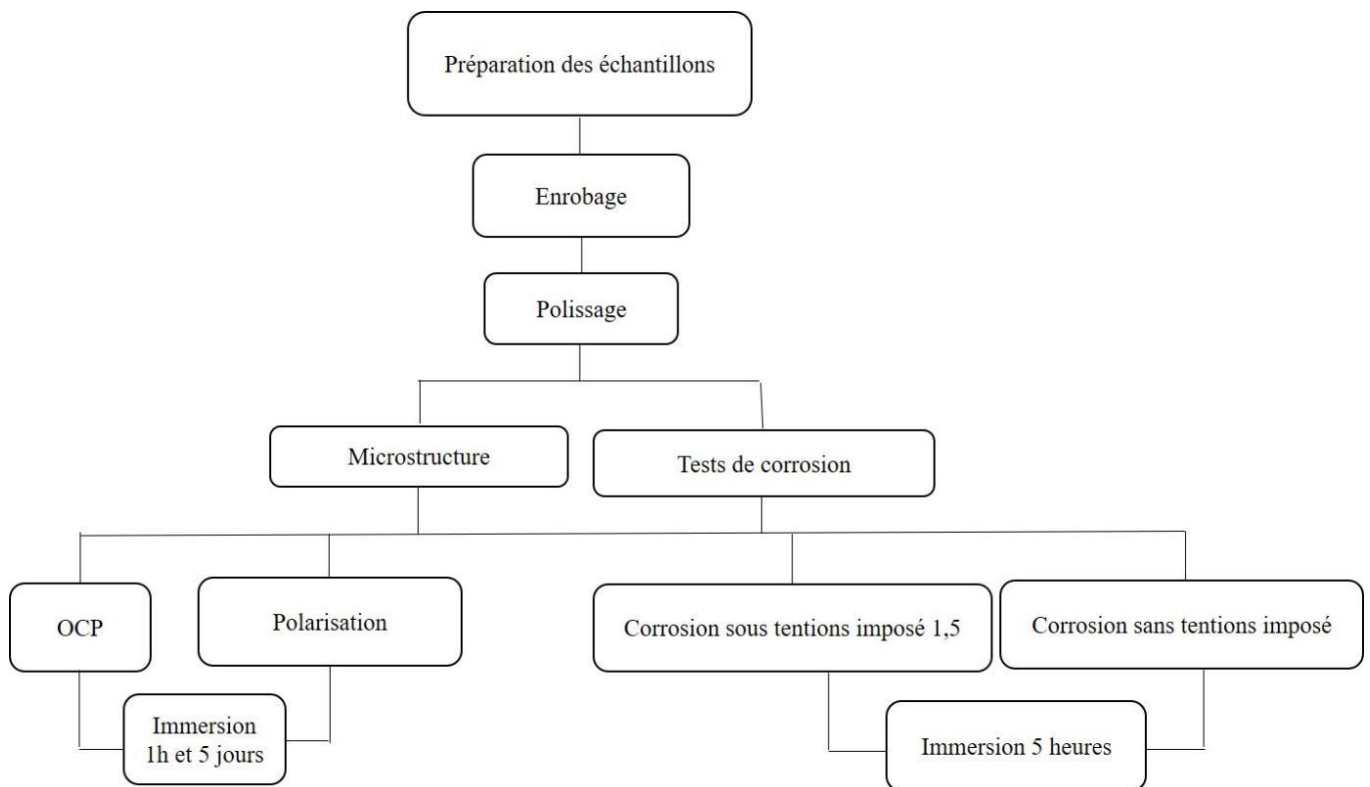 Préparation des échantillons
Enrobage
Polissage
Microstructure
Tests de corrosion
OCP
Polarisation
Corrosion sous tentions imposé 1,5
Corrosion sans tentions imposé
Immersion
1h et 5 jours
Immersion 5 heures